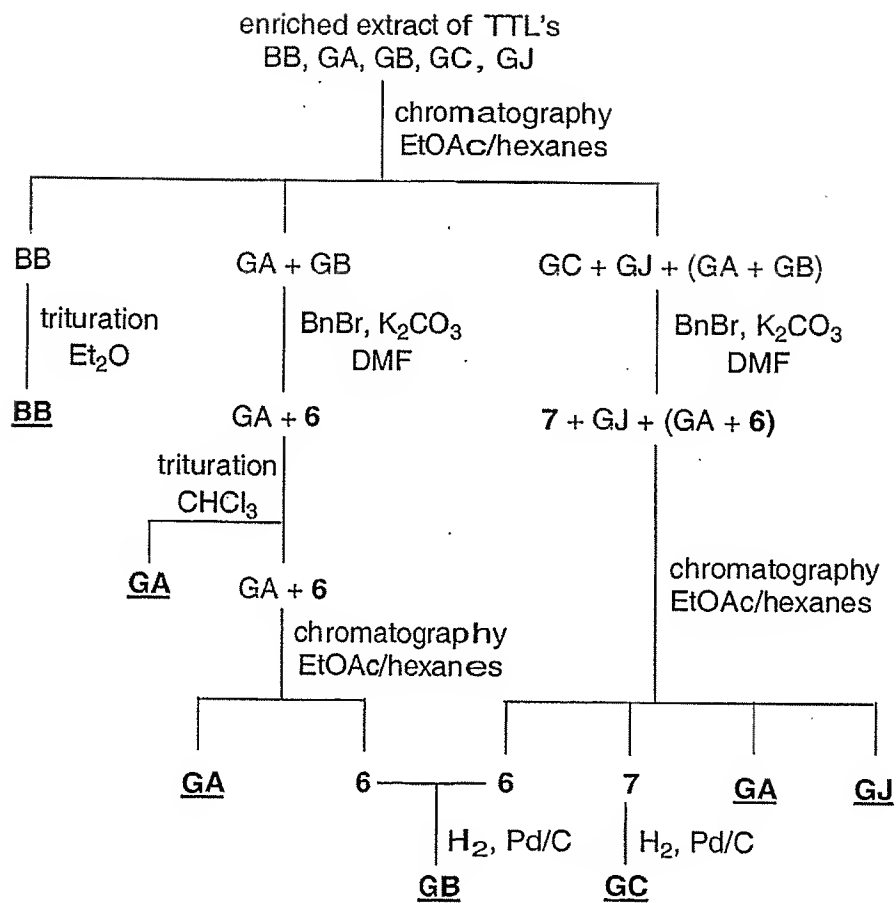 enriched extract of TTL's
BB, GA, GB, GC, GJ
chromatography
EtOAc/hexanes
BB
GA + GB
GC + GJ + (GA + GB)
trituration
Et₂O
BnBr, K₂CO₃
DMF
BnBr, K₂CO₃
DMF
BB
GA + 6
7 + GJ + (GA + 6)
trituration
CHCl₃
GA
GA + 6
chromatography
EtOAc/hexanes
chromatography
EtOAc/hexanes
GA
6
6
7
GA
GJ
H₂, Pd/C
H₂, Pd/C
GB
GC